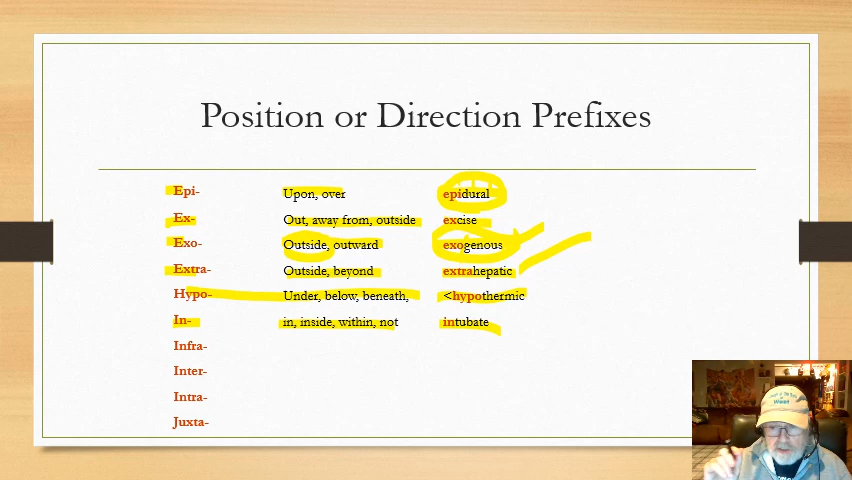 Position or Direction Prefixes
Epi- Upon, over epidural
Ex- Out, away from, outside excise
Exo- Outside, outward exogenous
Extra- Outside, beyond extrahepatic
Hypo- Under, below, beneath, <hypothermic
In- in, inside, within, not intubate
Infra-
Inter-
Intra-
Juxta-